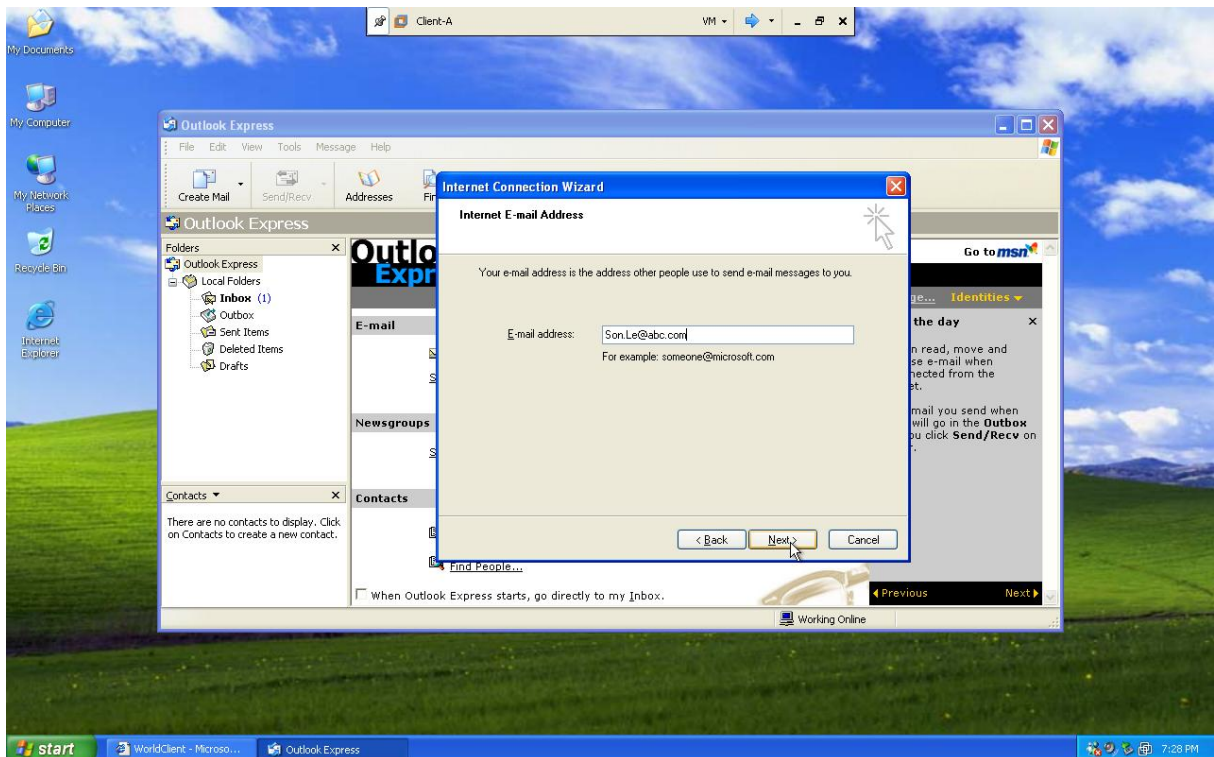 Client-A
VM
My Documents
My Computer
My Network
Places
Recycle Bin
Internet
Explorer
Outlook Express
File Edit View Tools Message Help
Create Mail Send/Recv Addresses
Outlook Express
Folders
Outlook Express
Local Folders
Inbox (1)
Outbox
Sent Items
Deleted Items
Drafts
Contacts
There are no contacts to display. Click
on Contacts to create a new contact.
E-mail
Newsgroups
Contacts
Find People...
When Outlook Express starts, go directly to my Inbox.
Internet Connection Wizard
Internet E-mail Address
Your e-mail address is the address other people use to send e-mail messages to you.
E-mail address: Son.Le@abc.com
For example: someone@microsoft.com
< Back Next > Cancel
Go to msn
Identities
the day
read, move and
e-mail when
from the
mail you send when
will go in the Outbox
click Send/Recv on
Previous Next
Working Online
start
WorldClient - Microso...
Outlook Express
7:28 PM